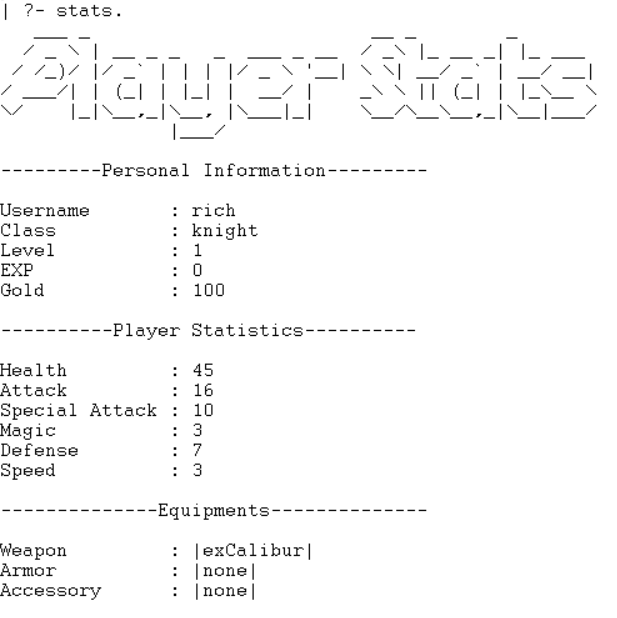 | ?- stats.
Player Stats
---------Personal Information---------
Username : rich
Class : knight
Level : 1
EXP : 0
Gold : 100
----------Player Statistics----------
Health : 45
Attack : 16
Special Attack : 10
Magic : 3
Defense : 7
Speed : 3
--------------Equipments--------------
Weapon : |exCalibur|
Armor : |none|
Accessory : |none|